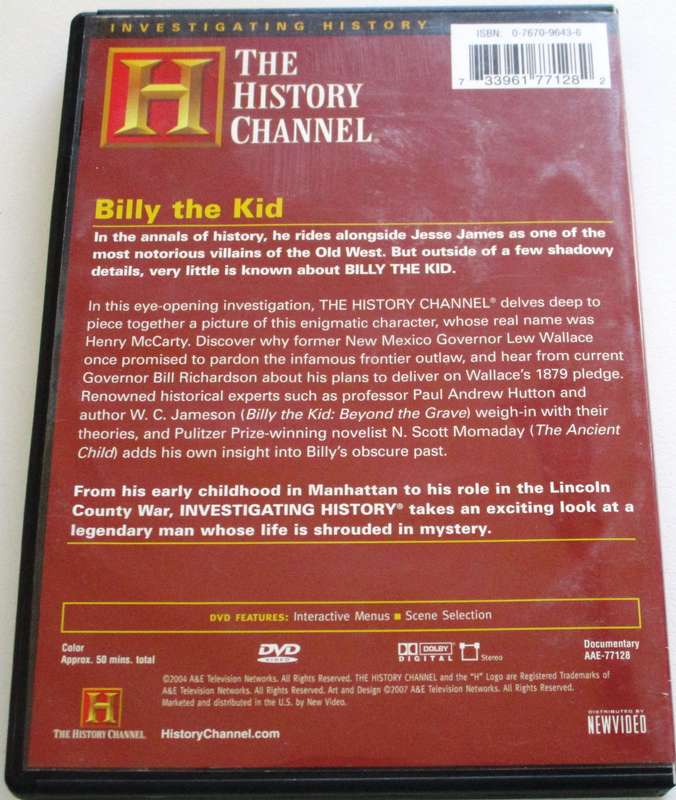 INVESTIGATING HISTORY
ISBN: 0-7670-9643-6
7 33961 77128 2
H
THE
HISTORY
CHANNEL®
Billy the Kid
In the annals of history, he rides alongside Jesse James as one of the
most notorious villains of the Old West. But outside of a few shadowy
details, very little is known about BILLY THE KID.
In this eye-opening investigation, THE HISTORY CHANNEL® delves deep to
piece together a picture of this enigmatic character, whose real name was
Henry McCarty. Discover why former New Mexico Governor Lew Wallace
once promised to pardon the infamous frontier outlaw, and hear from current
Governor Bill Richardson about his plans to deliver on Wallace's 1879 pledge.
Renowned historical experts such as professor Paul Andrew Hutton and
author W. C. Jameson (Billy the Kid: Beyond the Grave) weigh-in with their
theories, and Pulitzer Prize-winning novelist N. Scott Momaday (The Ancient
Child) adds his own insight into Billy's obscure past.
From his early childhood in Manhattan to his role in the Lincoln
County War, INVESTIGATING HISTORY® takes an exciting look at a
legendary man whose life is shrouded in mystery.
DVD FEATURES: Interactive Menus ■ Scene Selection
Color
Approx. 50 mins. total
DVD
VIDEO
DOLBY
DIGITAL
Stereo
Documentary
AAE-77128
©2004 A&E Television Networks. All Rights Reserved. THE HISTORY CHANNEL and the "H" Logo are Registered Trademarks of
A&E Television Networks. All Rights Reserved. Art and Design ©2007 A&E Television Networks. All Rights Reserved.
Marketed and distributed in the U.S. by New Video.
H
THE HISTORY CHANNEL.
HistoryChannel.com
DISTRIBUTED BY
NEWVIDEO